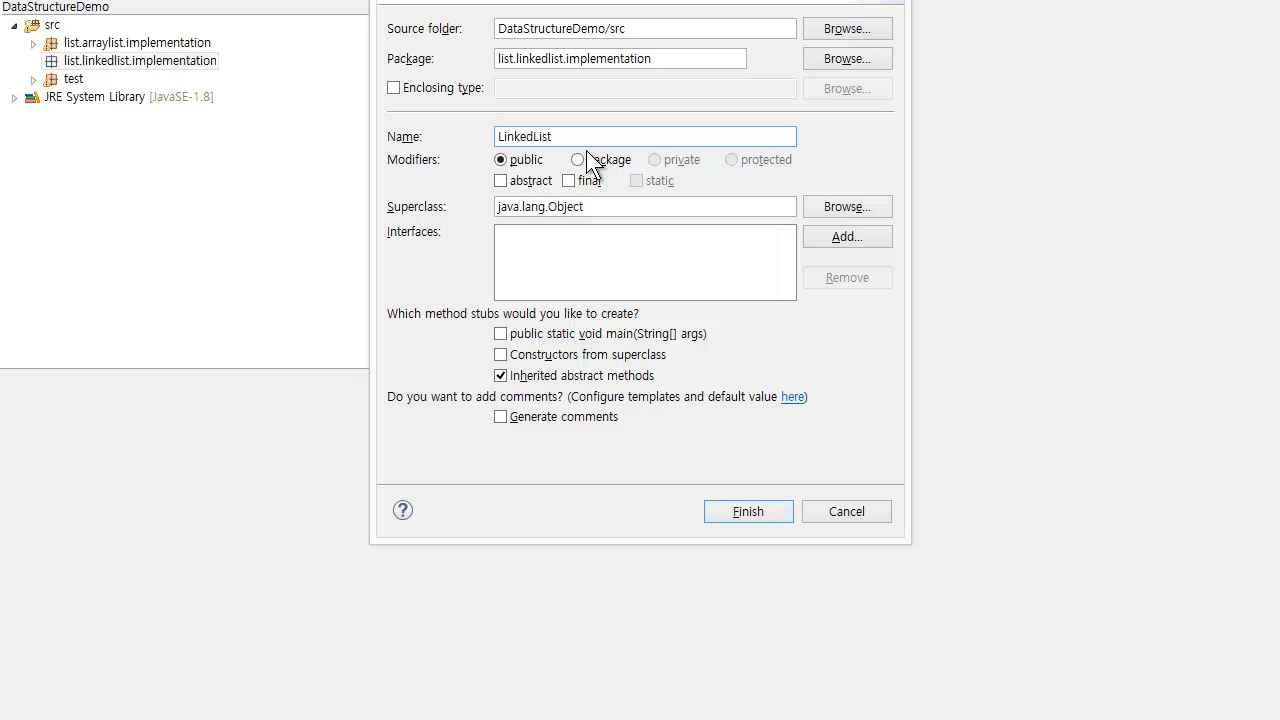 DataStructureDemo
src
list.arraylist.implementation
list.linkedlist.implementation
test
JRE System Library [JavaSE-1.8]
Source folder: DataStructureDemo/src Browse...
Package: list.linkedlist.implementation Browse...
Enclosing type: Browse...
Name: LinkedList
Modifiers: public package private protected
abstract final static
Superclass: java.lang.Object Browse...
Interfaces: Add...
Remove
Which method stubs would you like to create?
public static void main(String[] args)
Constructors from superclass
Inherited abstract methods
Do you want to add comments? (Configure templates and default value here)
Generate comments
? Finish Cancel